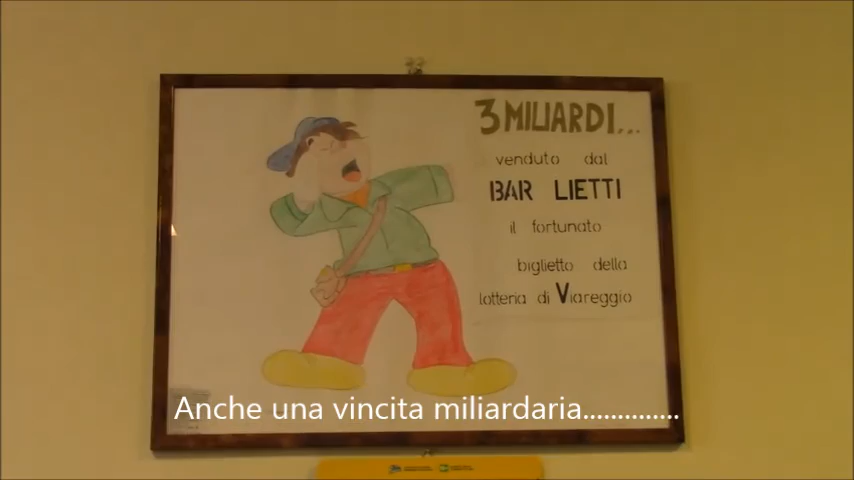 3 MILIARDI...
venduto dal
BAR LIETTI
il fortunato
biglietto della
lotteria di Viareggio
Anche una vincita miliardaria..............